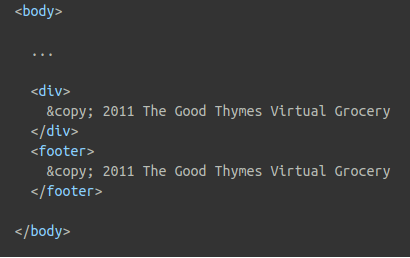 <body>
...
<div>
&copy; 2011 The Good Thymes Virtual Grocery
</div>
<footer>
&copy; 2011 The Good Thymes Virtual Grocery
</footer>
</body>